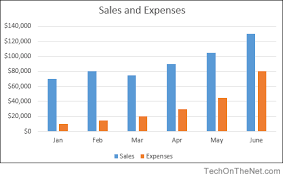 Sales and Expenses
$140,000
$120,000
$100,000
$80,000
$60,000
$40,000
$20,000
$0
Jan Feb Mar Apr May June
Sales Expenses
TechOnTheNet.com